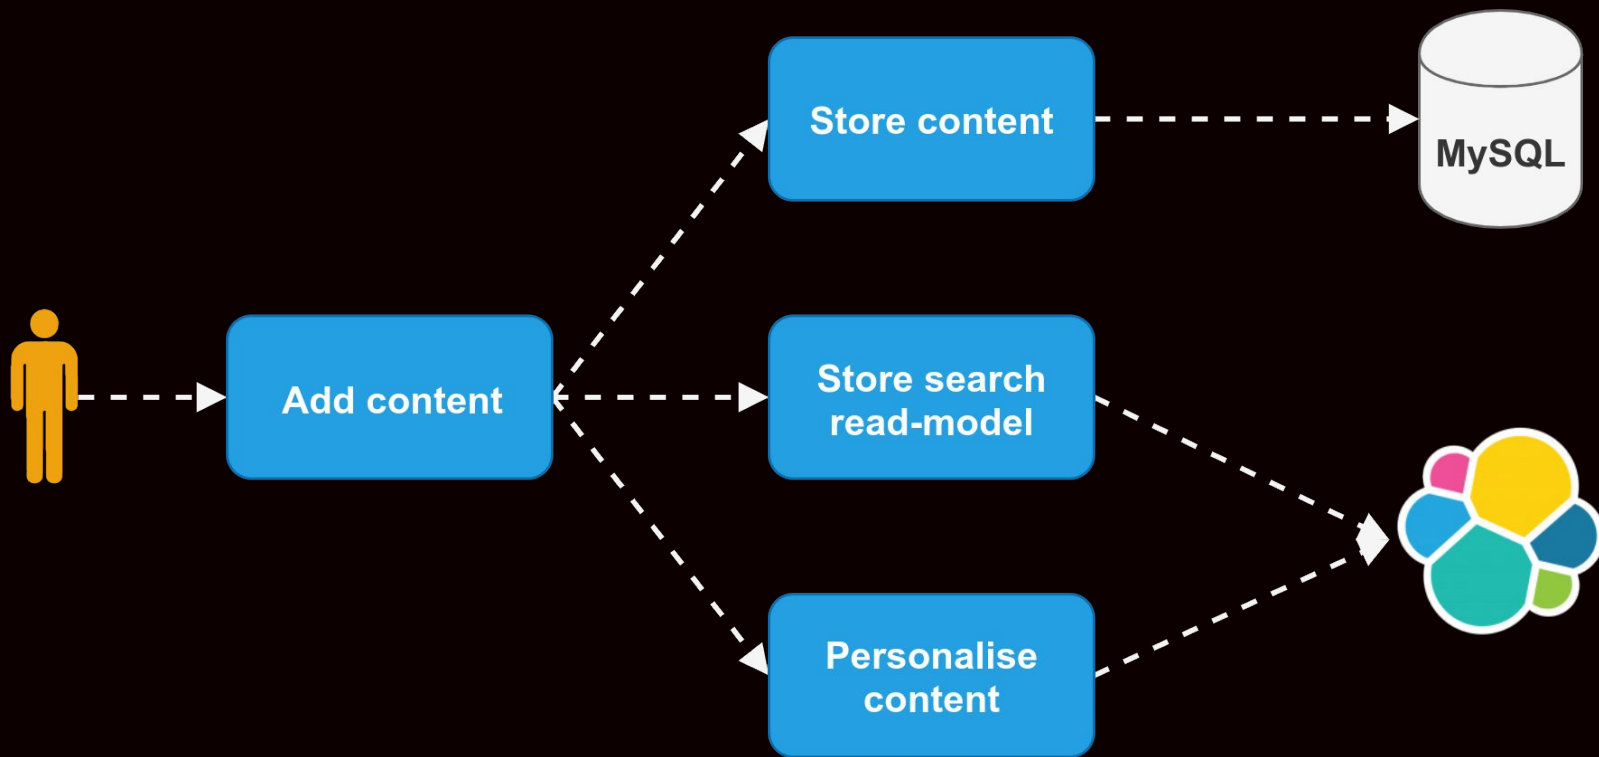 Store content
MySQL
Add content
Store search
read-model
Personalise
content